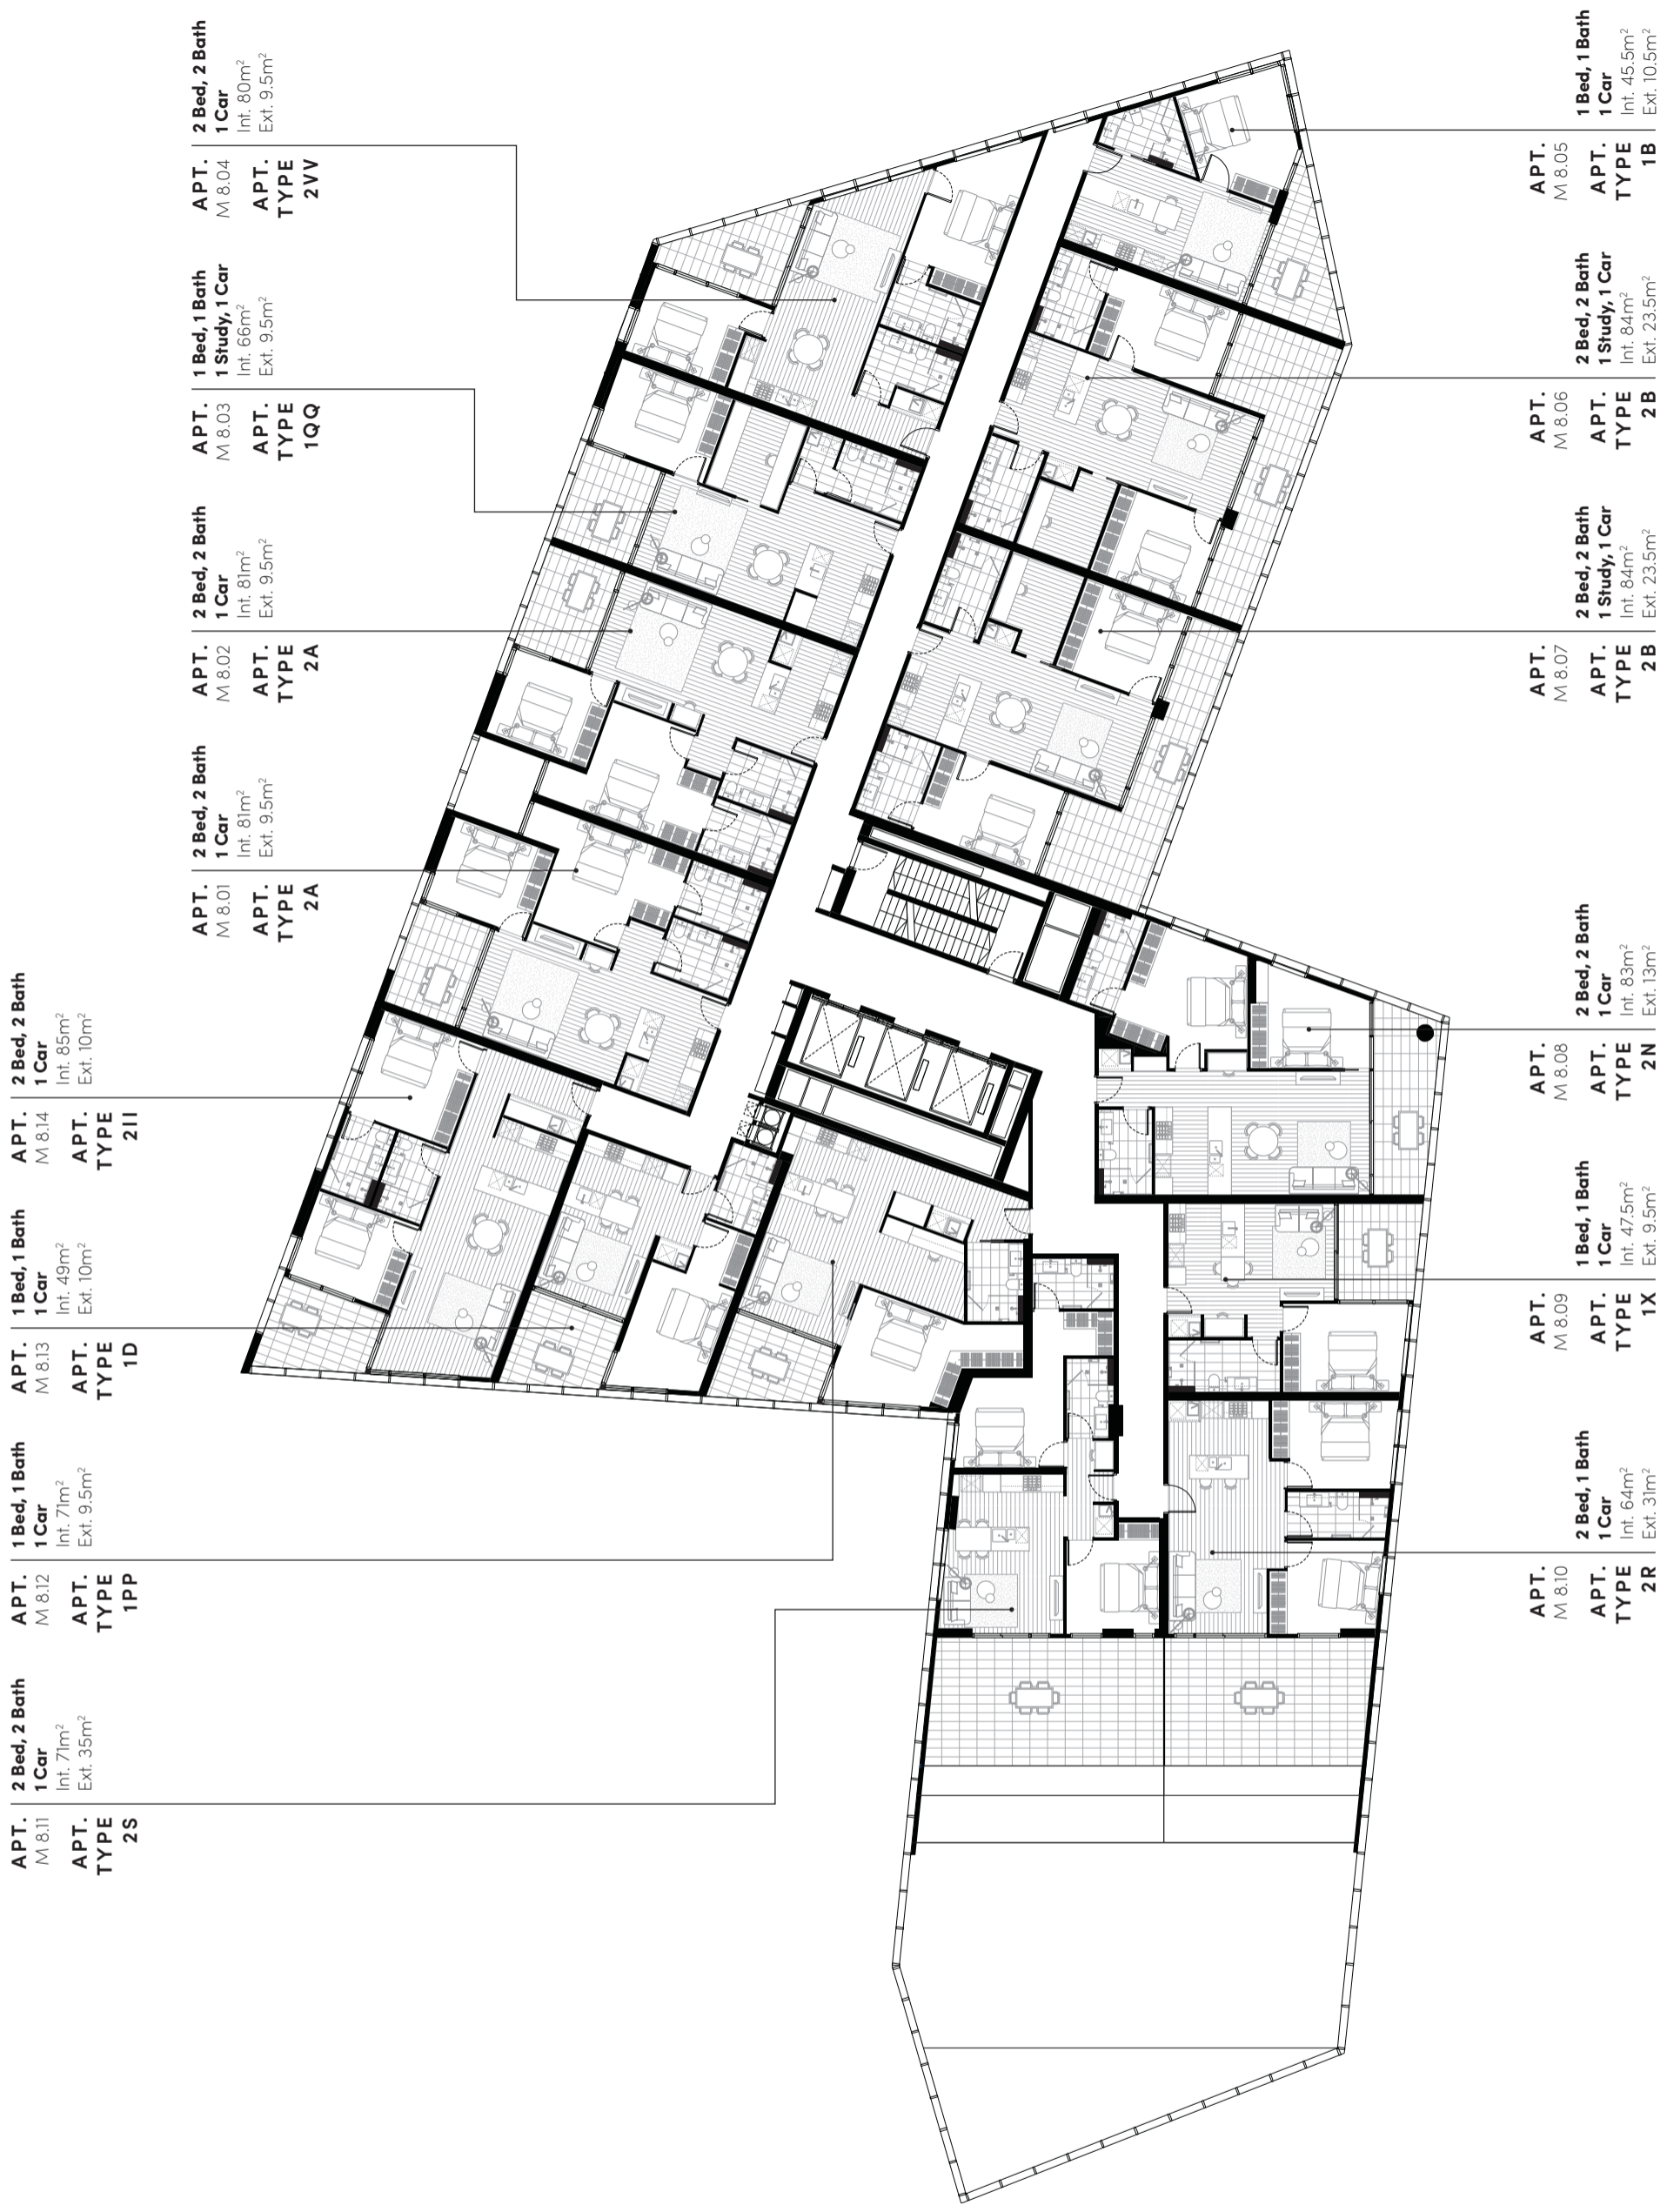 APT.
M 8.11
APT.
TYPE
2S
2 Bed, 2 Bath
1 Car
Int. 71m²
Ext. 35m²
APT.
M 8.12
APT.
TYPE
1PP
1 Bed, 1 Bath
1 Car
Int. 71m²
Ext. 9.5m²
APT.
M 8.13
APT.
TYPE
1D
1 Bed, 1 Bath
1 Car
Int. 49m²
Ext. 10m²
APT.
M 8.14
APT.
TYPE
2II
2 Bed, 2 Bath
1 Car
Int. 85m²
Ext. 10m²
APT.
M 8.01
APT.
TYPE
2A
2 Bed, 2 Bath
1 Car
Int. 81m²
Ext. 9.5m²
APT.
M 8.02
APT.
TYPE
2A
2 Bed, 2 Bath
1 Car
Int. 81m²
Ext. 9.5m²
APT.
M 8.03
APT.
TYPE
1QQ
1 Bed, 1 Bath
1 Study, 1 Car
Int. 66m²
Ext. 9.5m²
APT.
M 8.04
APT.
TYPE
2VV
2 Bed, 2 Bath
1 Car
Int. 80m²
Ext. 9.5m²
APT.
M 8.10
APT.
TYPE
2R
2 Bed, 1 Bath
1 Car
Int. 64m²
Ext. 31m²
APT.
M 8.09
APT.
TYPE
1X
1 Bed, 1 Bath
1 Car
Int. 47.5m²
Ext. 9.5m²
APT.
M 8.08
APT.
TYPE
2N
2 Bed, 2 Bath
1 Car
Int. 83m²
Ext. 13m²
APT.
M 8.07
APT.
TYPE
2B
2 Bed, 2 Bath
1 Study, 1 Car
Int. 84m²
Ext. 23.5m²
APT.
M 8.06
APT.
TYPE
2B
2 Bed, 2 Bath
1 Study, 1 Car
Int. 84m²
Ext. 23.5m²
APT.
M 8.05
APT.
TYPE
1B
1 Bed, 1 Bath
1 Car
Int. 45.5m²
Ext. 10.5m²